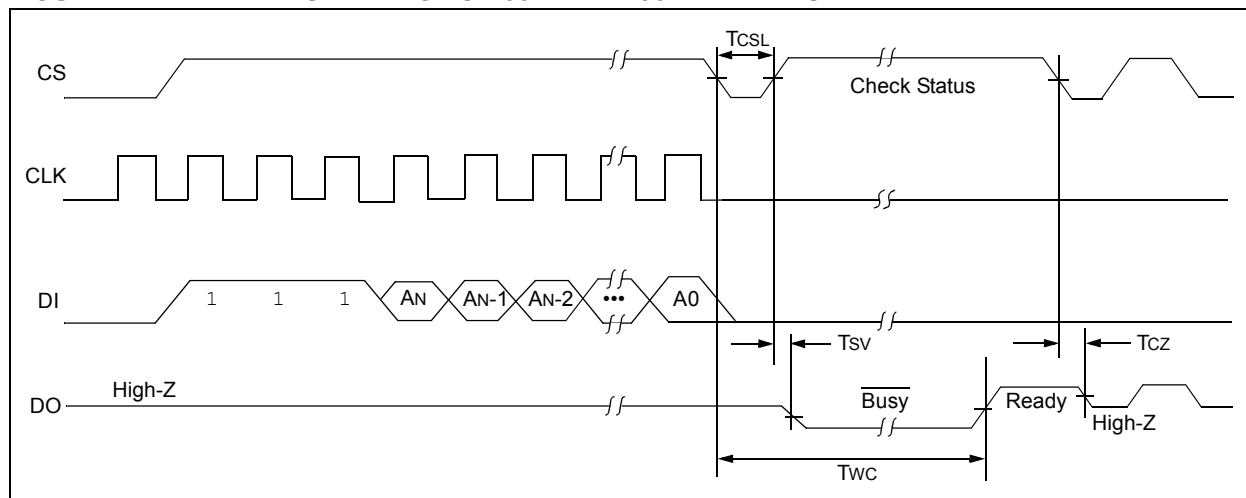 TCSL
CS
Check Status
CLK
DI
1 1 1 AN AN-1 AN-2 ••• A0
TSV
TCZ
High-Z
DO
Busy
Ready
High-Z
TWC